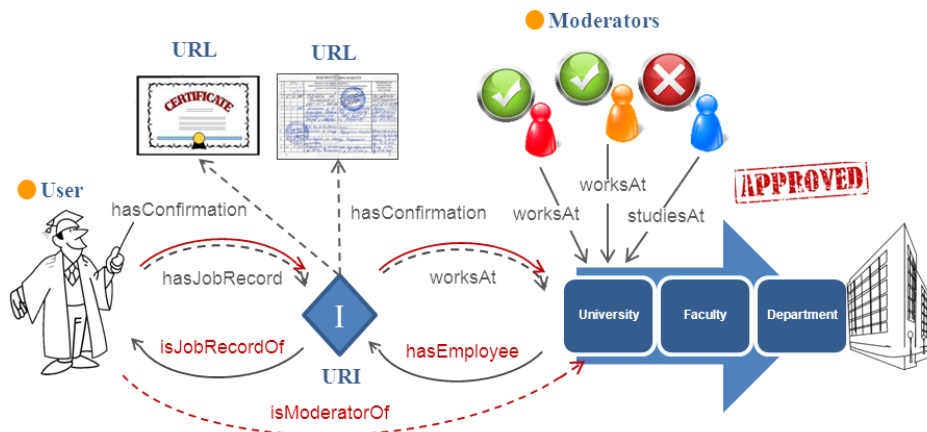 Moderators
URL
URL
CERTIFICATE
User
hasConfirmation
hasConfirmation
worksAt
worksAt
studiesAt
APPROVED
hasJobRecord
worksAt
I
University
Faculty
Department
isJobRecordOf
hasEmployee
URI
isModeratorOf